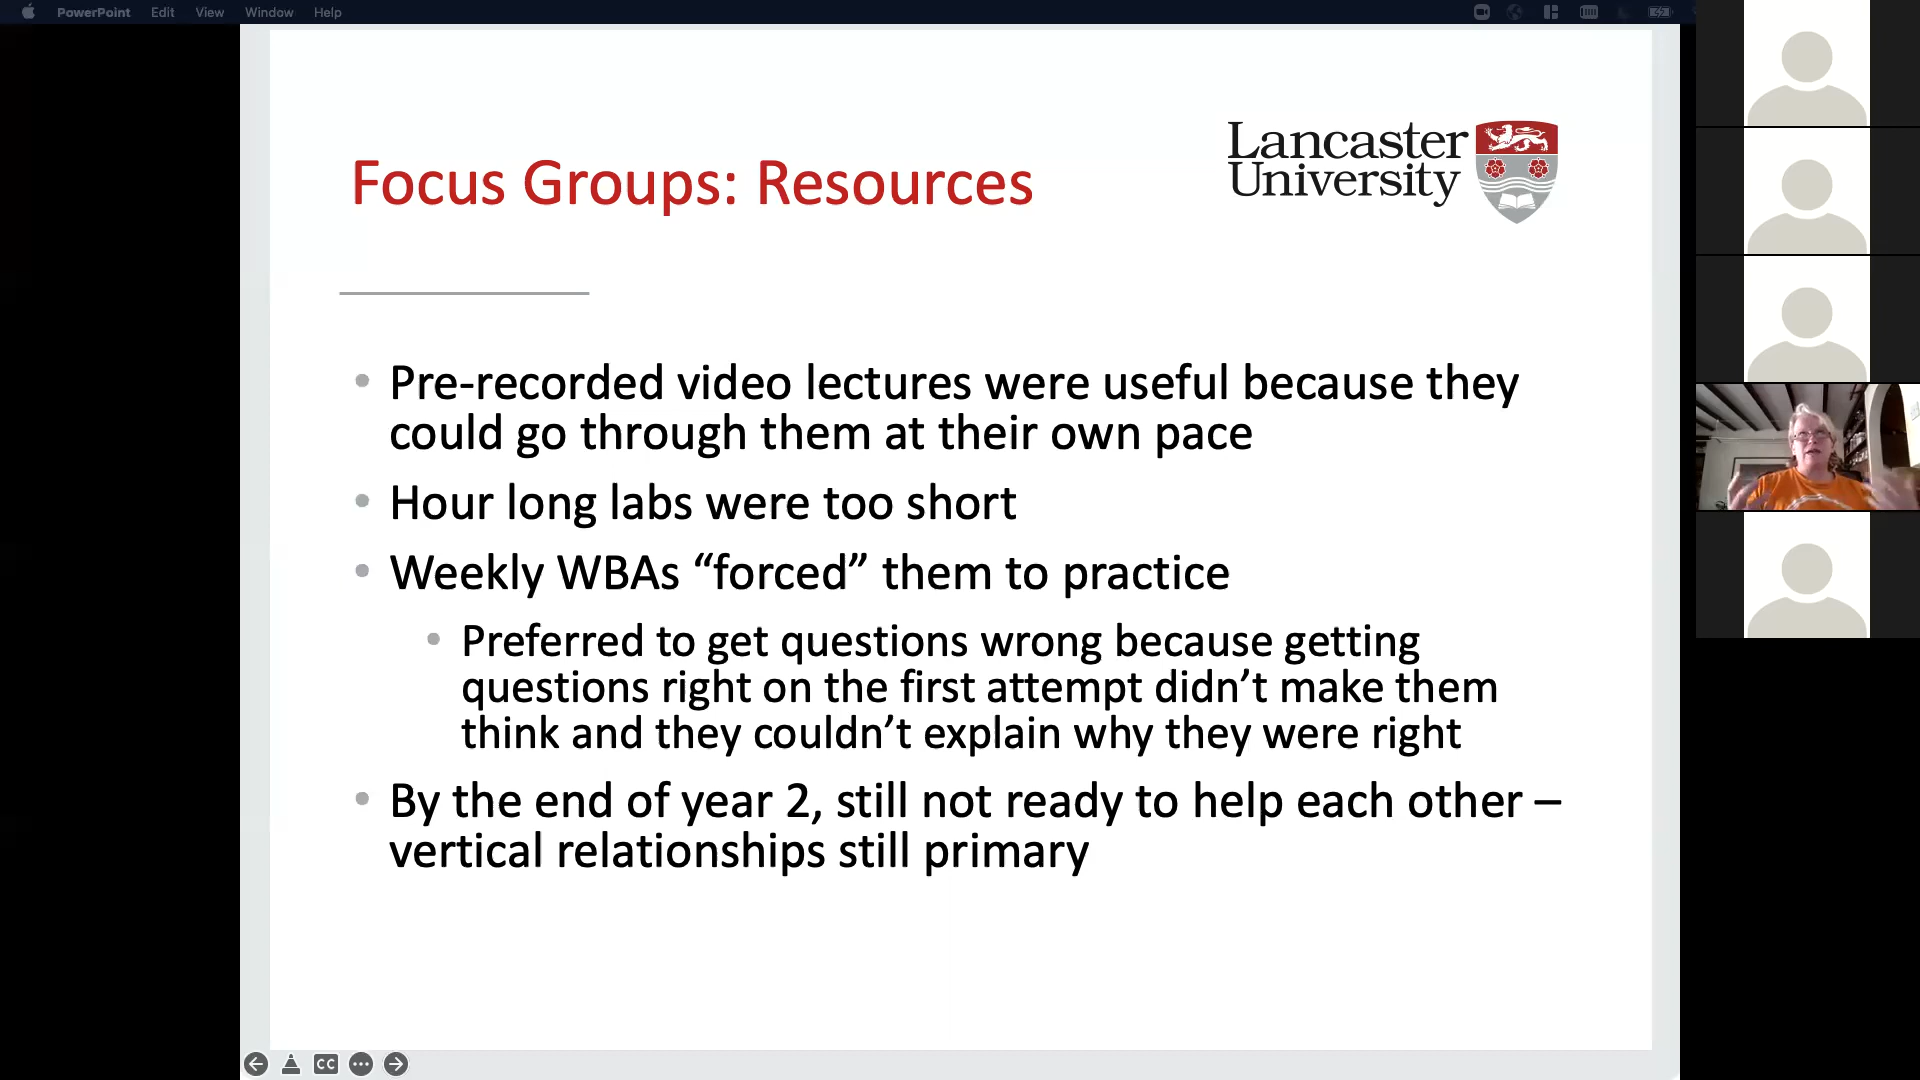 PowerPoint Edit View Window Help
Lancaster
University
Focus Groups: Resources
Pre-recorded video lectures were useful because they
could go through them at their own pace
Hour long labs were too short
Weekly WBAs “forced” them to practice
Preferred to get questions wrong because getting
questions right on the first attempt didn’t make them
think and they couldn’t explain why they were right
By the end of year 2, still not ready to help each other –
vertical relationships still primary
CC